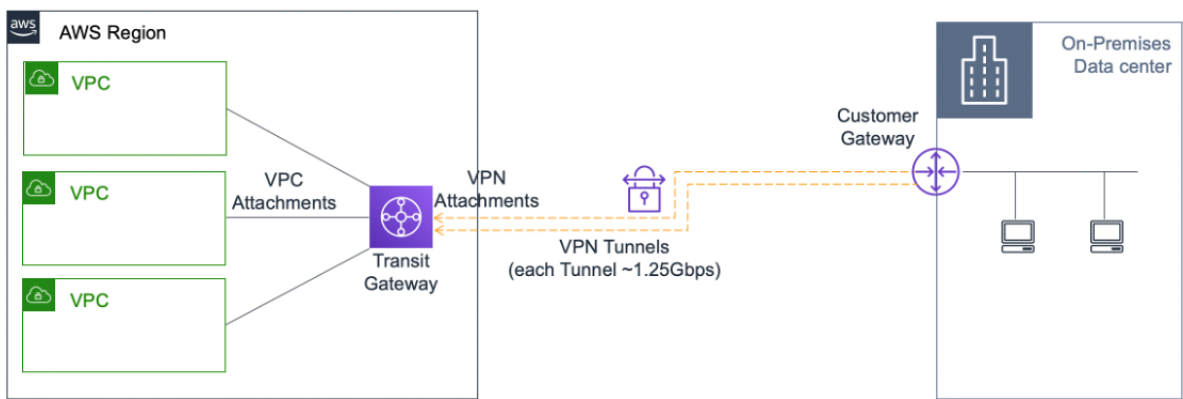 aws
AWS Region
VPC
VPC
VPC
VPC
Attachments
Transit
Gateway
VPN
Attachments
VPN Tunnels
(each Tunnel ~1.25Gbps)
Customer
Gateway
On-Premises
Data center